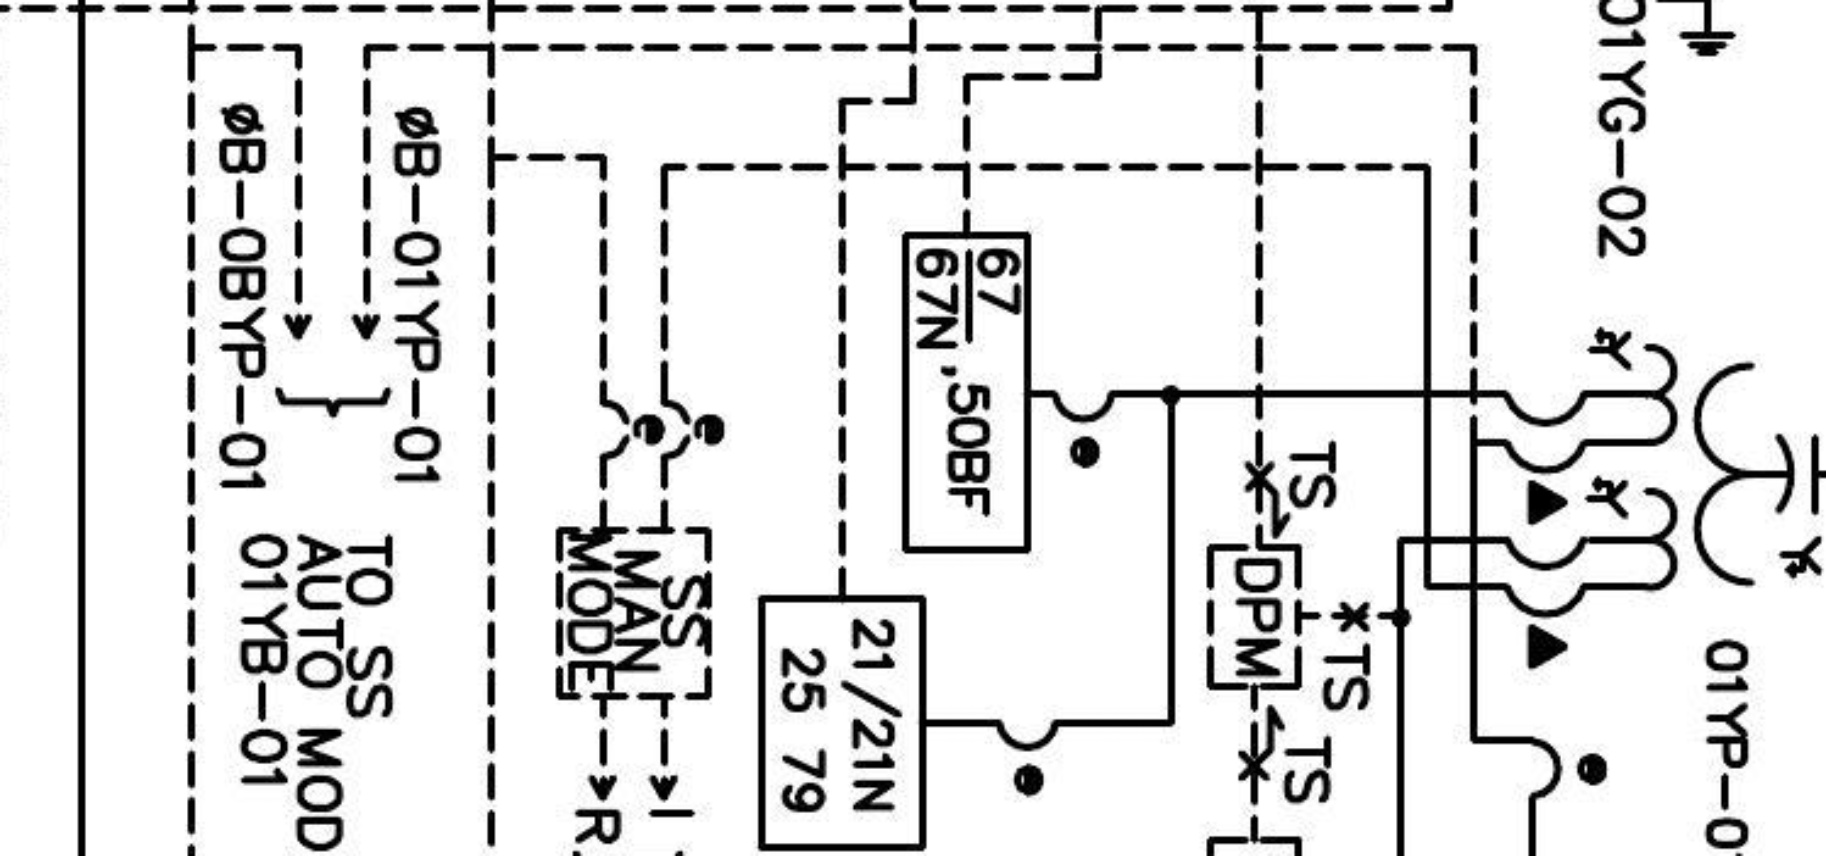 01YG-02
øB-01YP-01
øB-0BYP-01
TO SS
AUTO MOD
01YB-01
SS
MAN
MODE
I
R
67
67N,50BF
21/21N
25 79
TS
DPM
TS
TS
01YP-0